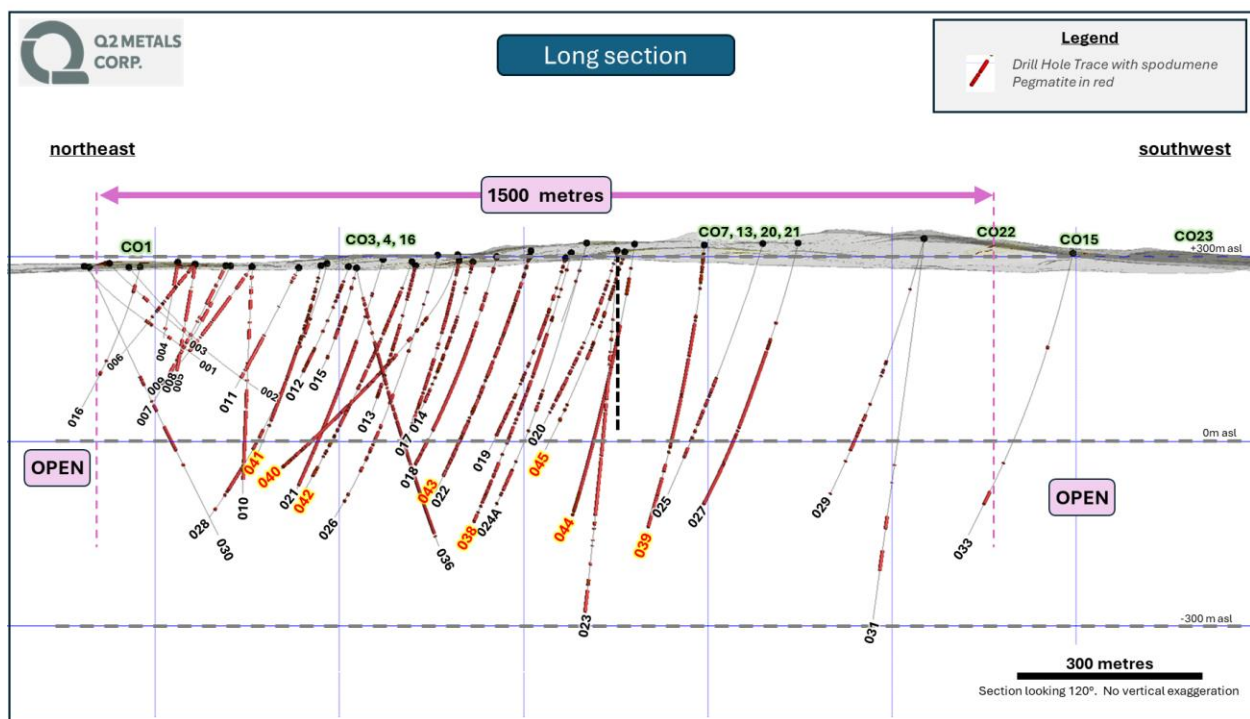 Q2 METALS
CORP.
Long section
Legend
Drill Hole Trace with spodumene
Pegmatite in red
northeast
southwest
1500 metres
CO1
CO3, 4, 16
CO7, 13, 20, 21
CO22
CO15
CO23
+300m asl
006
004
003
001
002
016
009
008
005
007
011
012
015
013
014
017
018
019
020
0m asl
OPEN
041
040
010
021
042
043
022
045
028
030
026
036
038
024A
044
039
025
027
029
033
OPEN
023
031
-300 m asl
300 metres
Section looking 120°. No vertical exaggeration